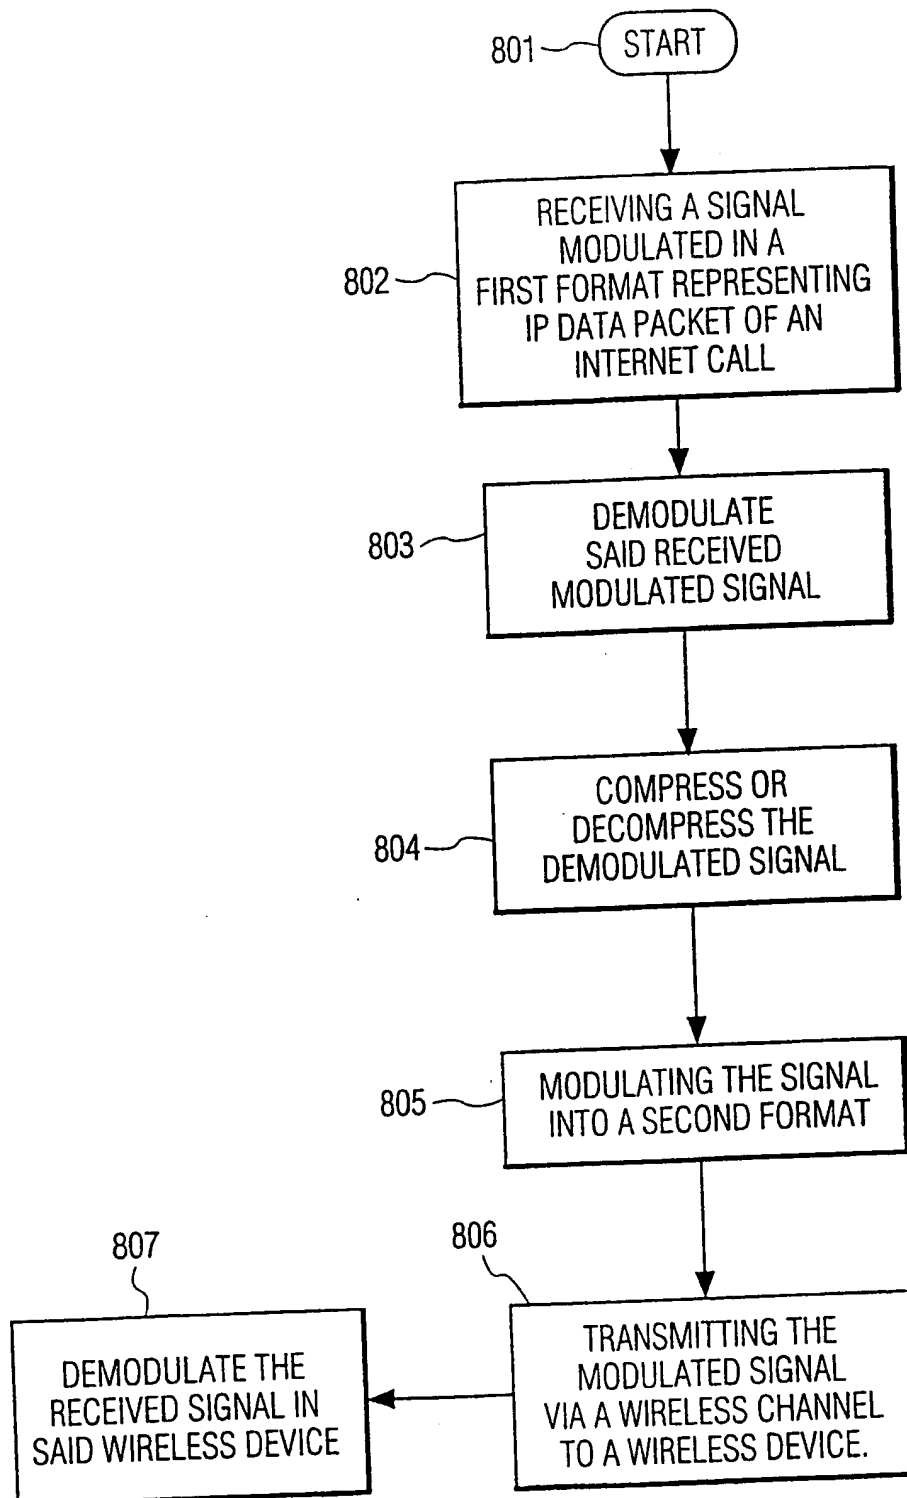 801
START
802
RECEIVING A SIGNAL
MODULATED IN A
FIRST FORMAT REPRESENTING
IP DATA PACKET OF AN
INTERNET CALL
803
DEMODULATE
SAID RECEIVED
MODULATED SIGNAL
804
COMPRESS OR
DECOMPRESS THE
DEMODULATED SIGNAL
805
MODULATING THE SIGNAL
INTO A SECOND FORMAT
806
TRANSMITTING THE
MODULATED SIGNAL
VIA A WIRELESS CHANNEL
TO A WIRELESS DEVICE.
807
DEMODULATE THE
RECEIVED SIGNAL IN
SAID WIRELESS DEVICE